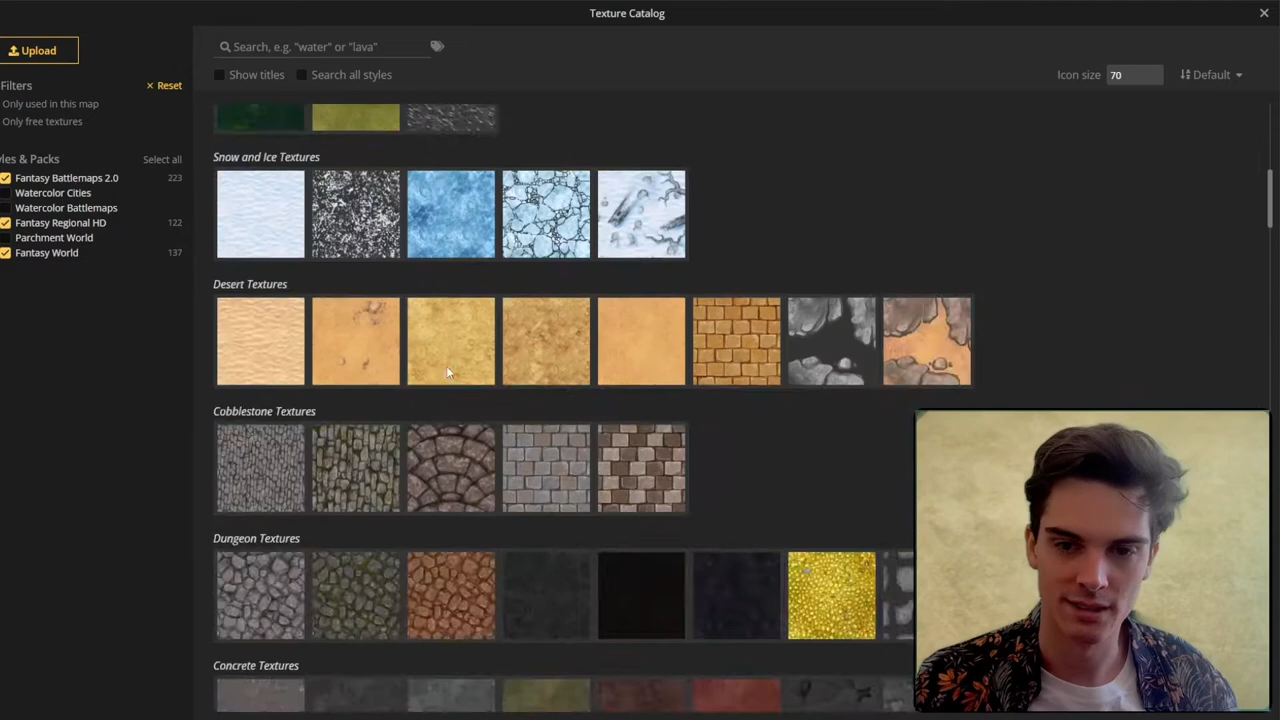 Texture Catalog
Upload
Search, e.g. "water" or "lava"
Show titles
Search all styles
Icon size
70
Default
Filters
Reset
Only used in this map
Only free textures
yles & Packs
Select all
Fantasy Battlemaps 2.0
223
Watercolor Cities
Watercolor Battlemaps
Fantasy Regional HD
122
Parchment World
Fantasy World
137
Snow and Ice Textures
Desert Textures
Cobblestone Textures
Dungeon Textures
Concrete Textures